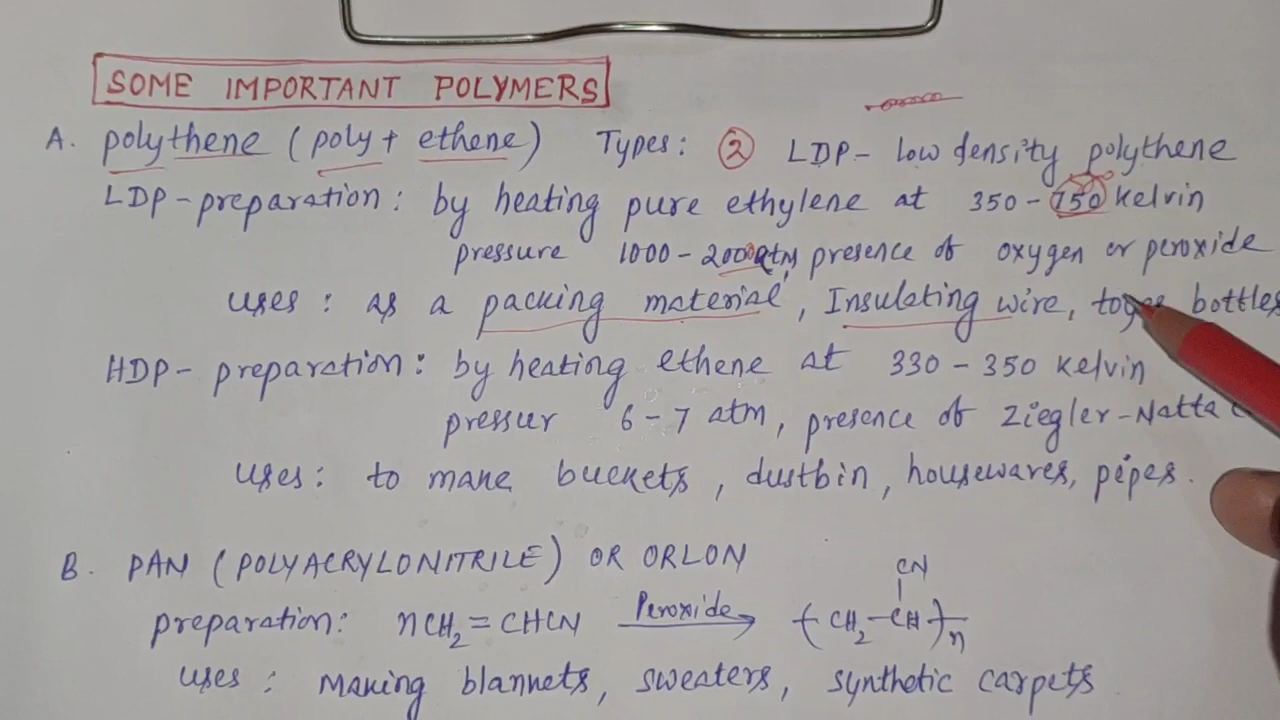 SOME IMPORTANT POLYMERS
A. polythene (poly + ethene) Types: 2 LDP - low density polythene
LDP - preparation: by heating pure ethylene at 350 - 750 Kelvin
pressure 1000 - 2000 atm, presence of oxygen or peroxide
uses: as a packing material, Insulating wire, bottles
HDP - preparation: by heating ethene at 330 - 350 Kelvin
pressur 6 - 7 atm, presence of Ziegler-Natta
uses: to make buckets, dustbin, housewares, pipes.
B. PAN (POLYACRYLONITRILE) OR ORLON
CN
preparation: nCH2 = CHCN Peroxide → (CH2 - CH)n
uses: making blankets, sweaters, synthetic carpets